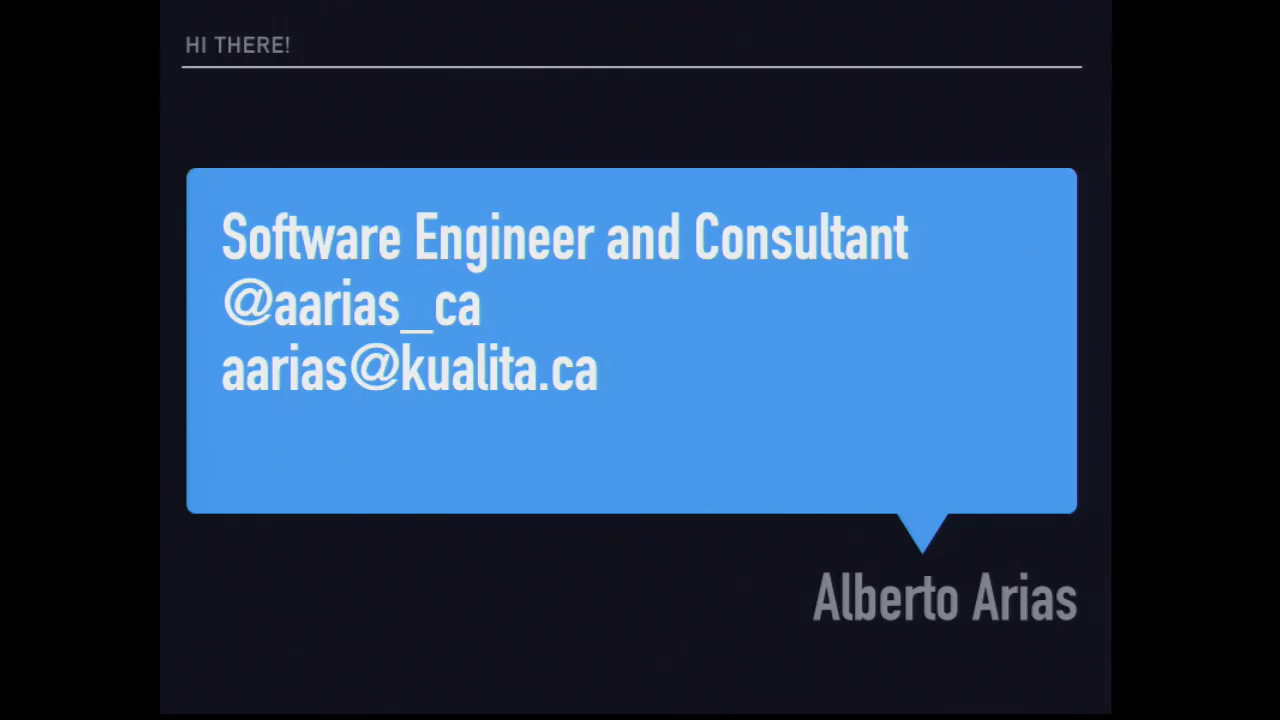 HI THERE!
Software Engineer and Consultant
@aarias_ca
aarias@kualita.ca
Alberto Arias